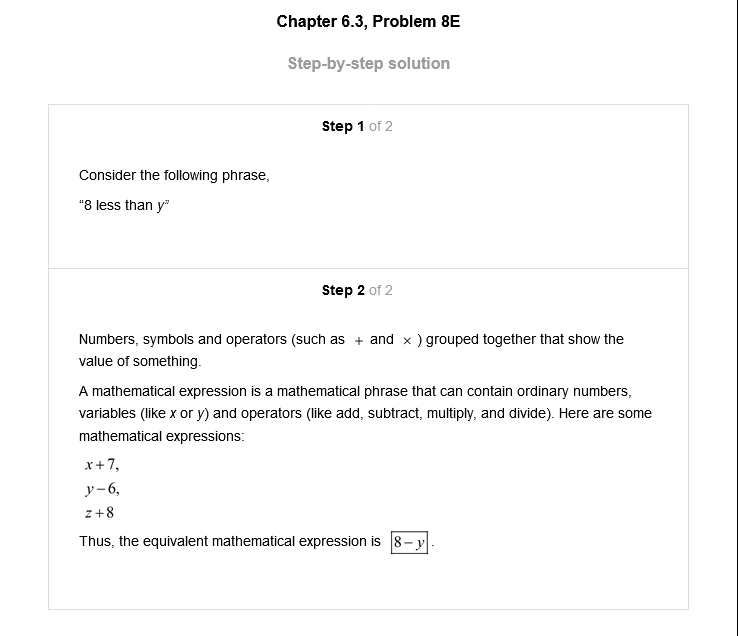 Chapter 6.3, Problem 8E
Step-by-step solution
Step 1 of 2
Consider the following phrase,
“8 less than y”
Step 2 of 2
Numbers, symbols and operators (such as + and × ) grouped together that show the
value of something.
A mathematical expression is a mathematical phrase that can contain ordinary numbers,
variables (like x or y) and operators (like add, subtract, multiply, and divide). Here are some
mathematical expressions:
x+7,
y−6,
z+8
Thus, the equivalent mathematical expression is 8−y.